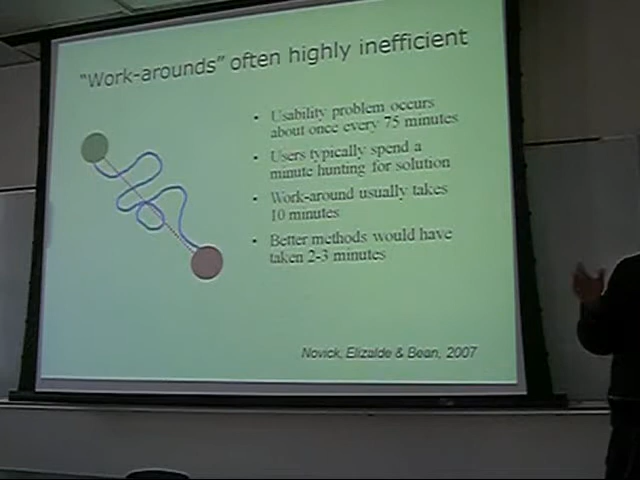 "Work-arounds" often highly inefficient
• Usability problem occurs
about once every 75 minutes
• Users typically spend a
minute hunting for solution
• Work-around usually takes
10 minutes
• Better methods would have
taken 2-3 minutes
Novick, Elizalde & Bean, 2007